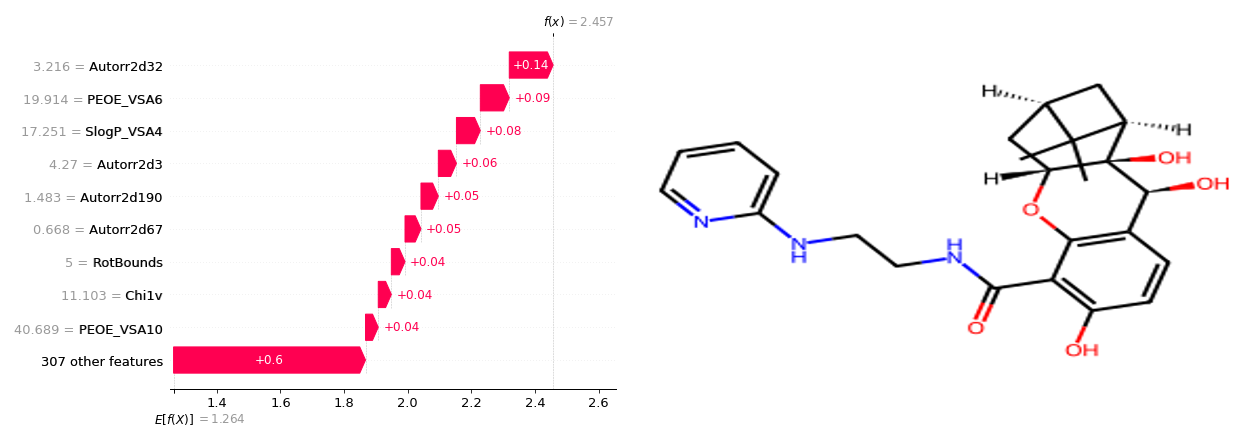 f(x) = 2.457
3.216 = Autorr2d32
+0.14
19.914 = PEOE_VSA6
+0.09
17.251 = SlogP_VSA4
+0.08
4.27 = Autorr2d3
+0.06
1.483 = Autorr2d190
+0.05
0.668 = Autorr2d67
+0.05
5 = RotBounds
+0.04
11.103 = Chi1v
+0.04
40.689 = PEOE_VSA10
+0.04
307 other features
+0.6
1.4 1.6 1.8 2.0 2.2 2.4 2.6
E[f(X)] = 1.264
H
H
OH
H
OH
O
N
N
H
H
N
O
OH